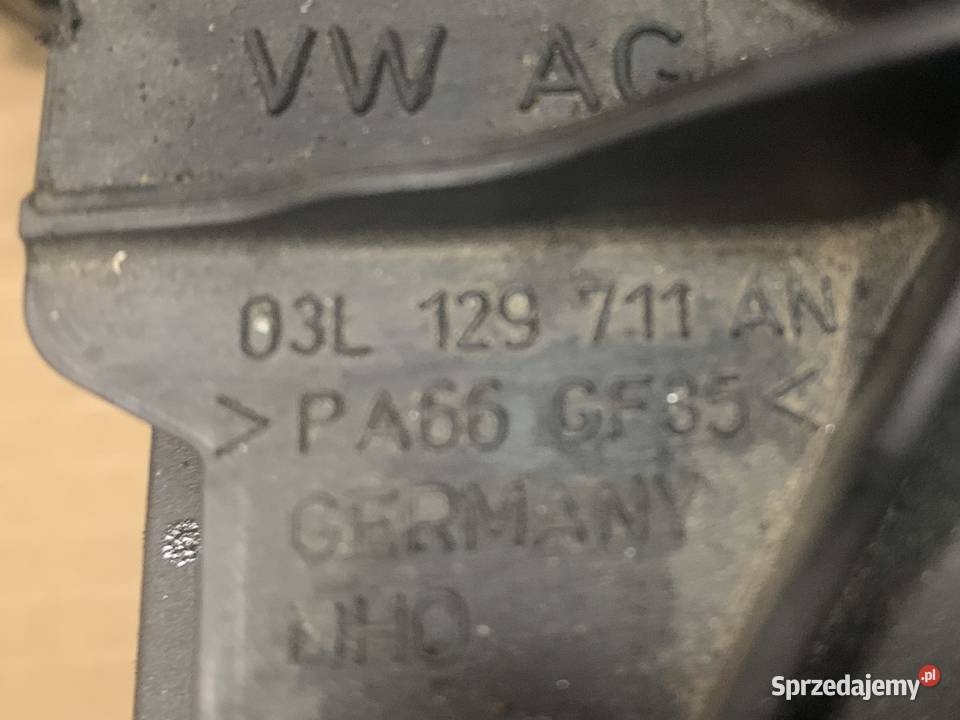 VW AG
03L 129 711 AN
>PA66 GF35<
GERMANY
Sprzedajemy.pl